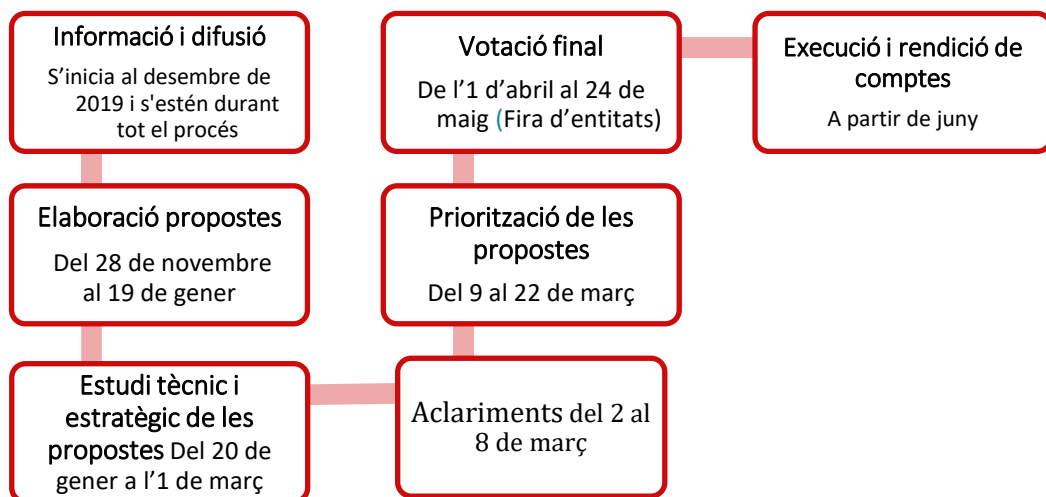 Informació i difusió
S’inicia al desembre de
2019 i s'estén durant
tot el procés
Elaboració propostes
Del 28 de novembre
al 19 de gener
Estudi tècnic i
estratègic de les
propostes Del 20 de
gener a l’1 de març
Aclariments del 2 al
8 de març
Priorització de les
propostes
Del 9 al 22 de març
Votació final
De l’1 d’abril al 24 de
maig (Fira d’entitats)
Execució i rendició de
comptes
A partir de juny